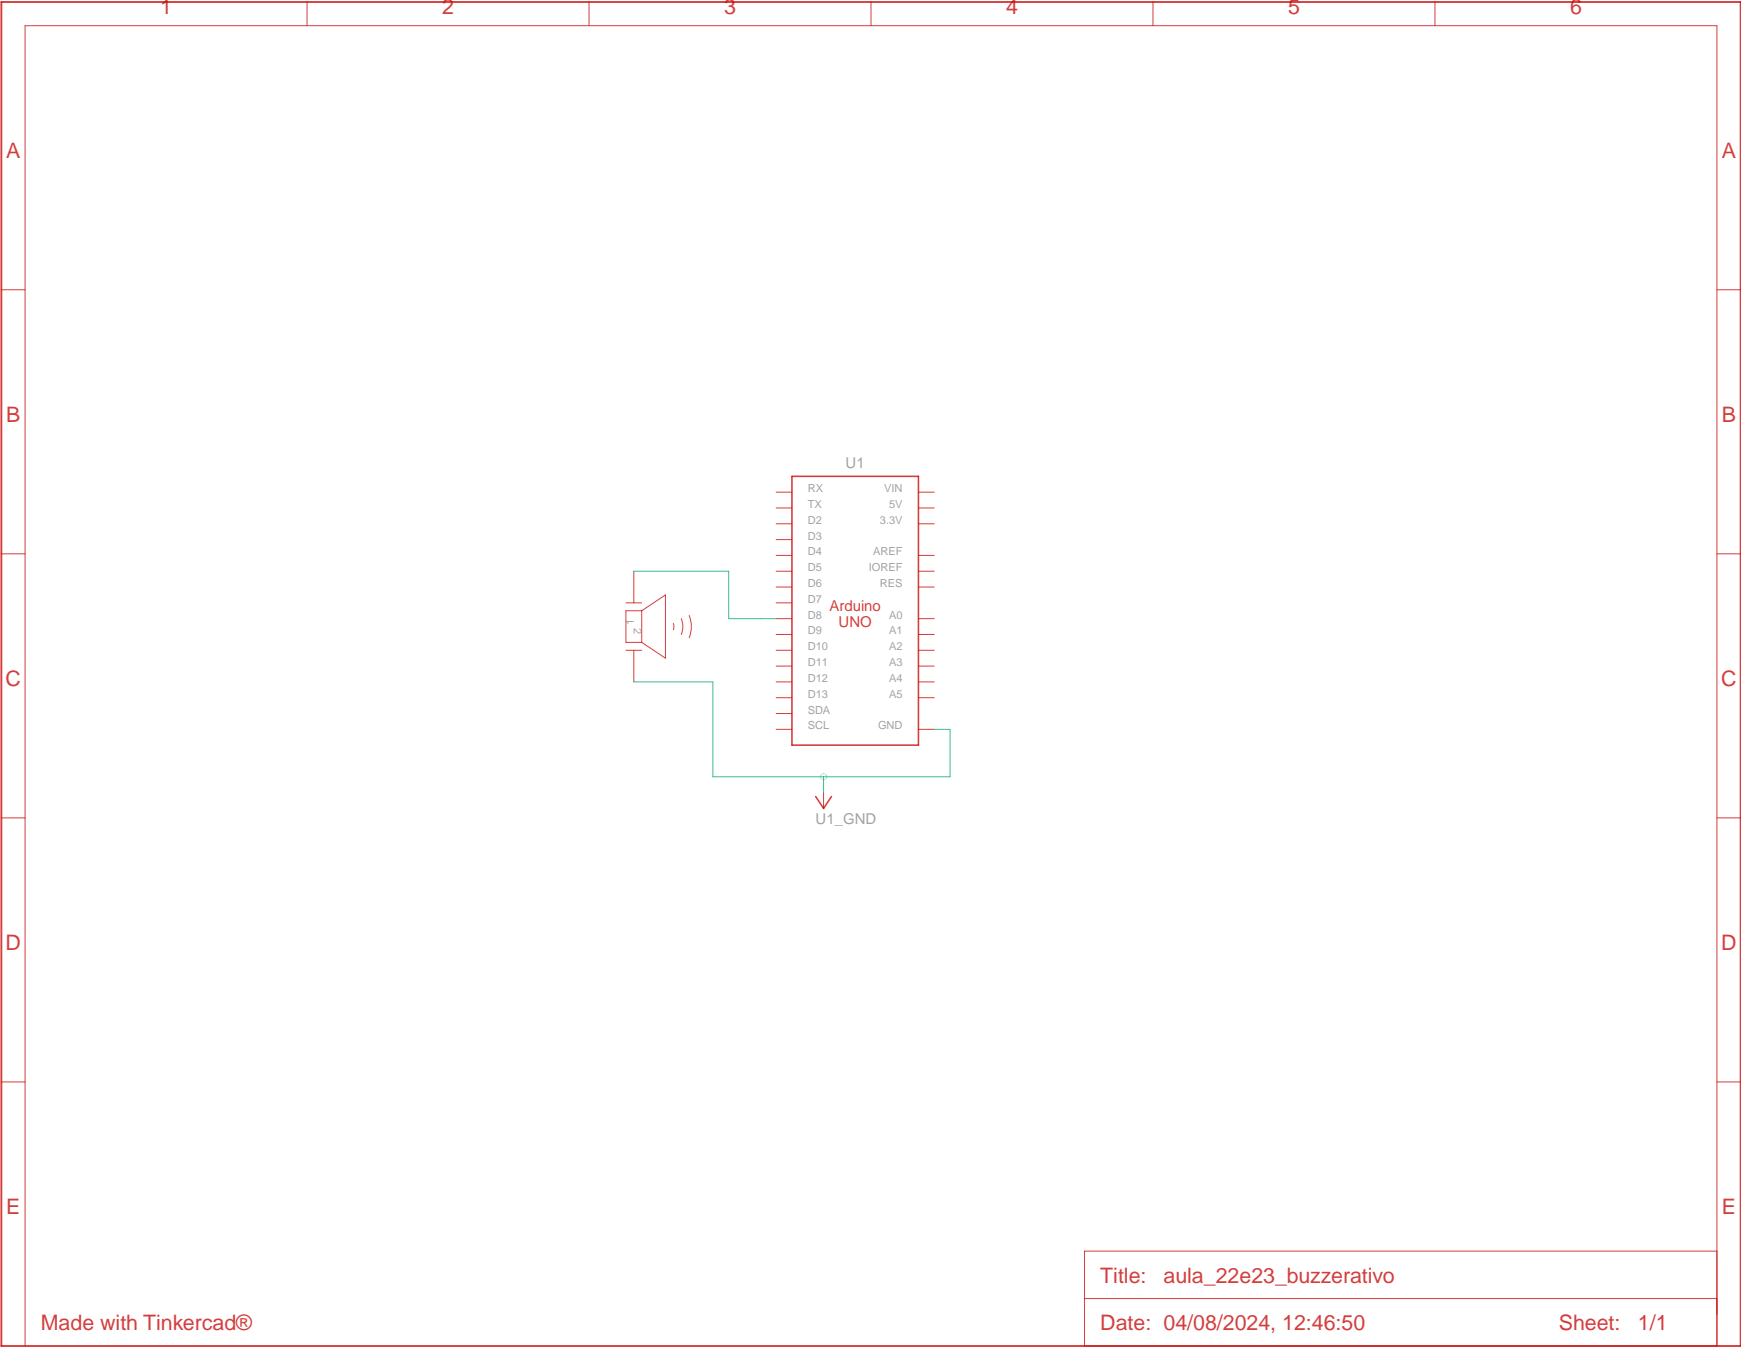 1 2 3 4 5 6
A A
B B
U1
RX VIN
TX 5V
D2 3.3V
D3
D4 AREF
D5 IOREF
D6 RES
D7
Arduino
D8 A0
UNO
D9 A1
1 2
D10 A2
D11 A3
D12 A4
C C
D13 A5
SDA
SCL GND
U1_GND
D D
E E
Title: aula_22e23_buzzerativo
Made with Tinkercad®
Date: 04/08/2024, 12:46:50 Sheet: 1/1